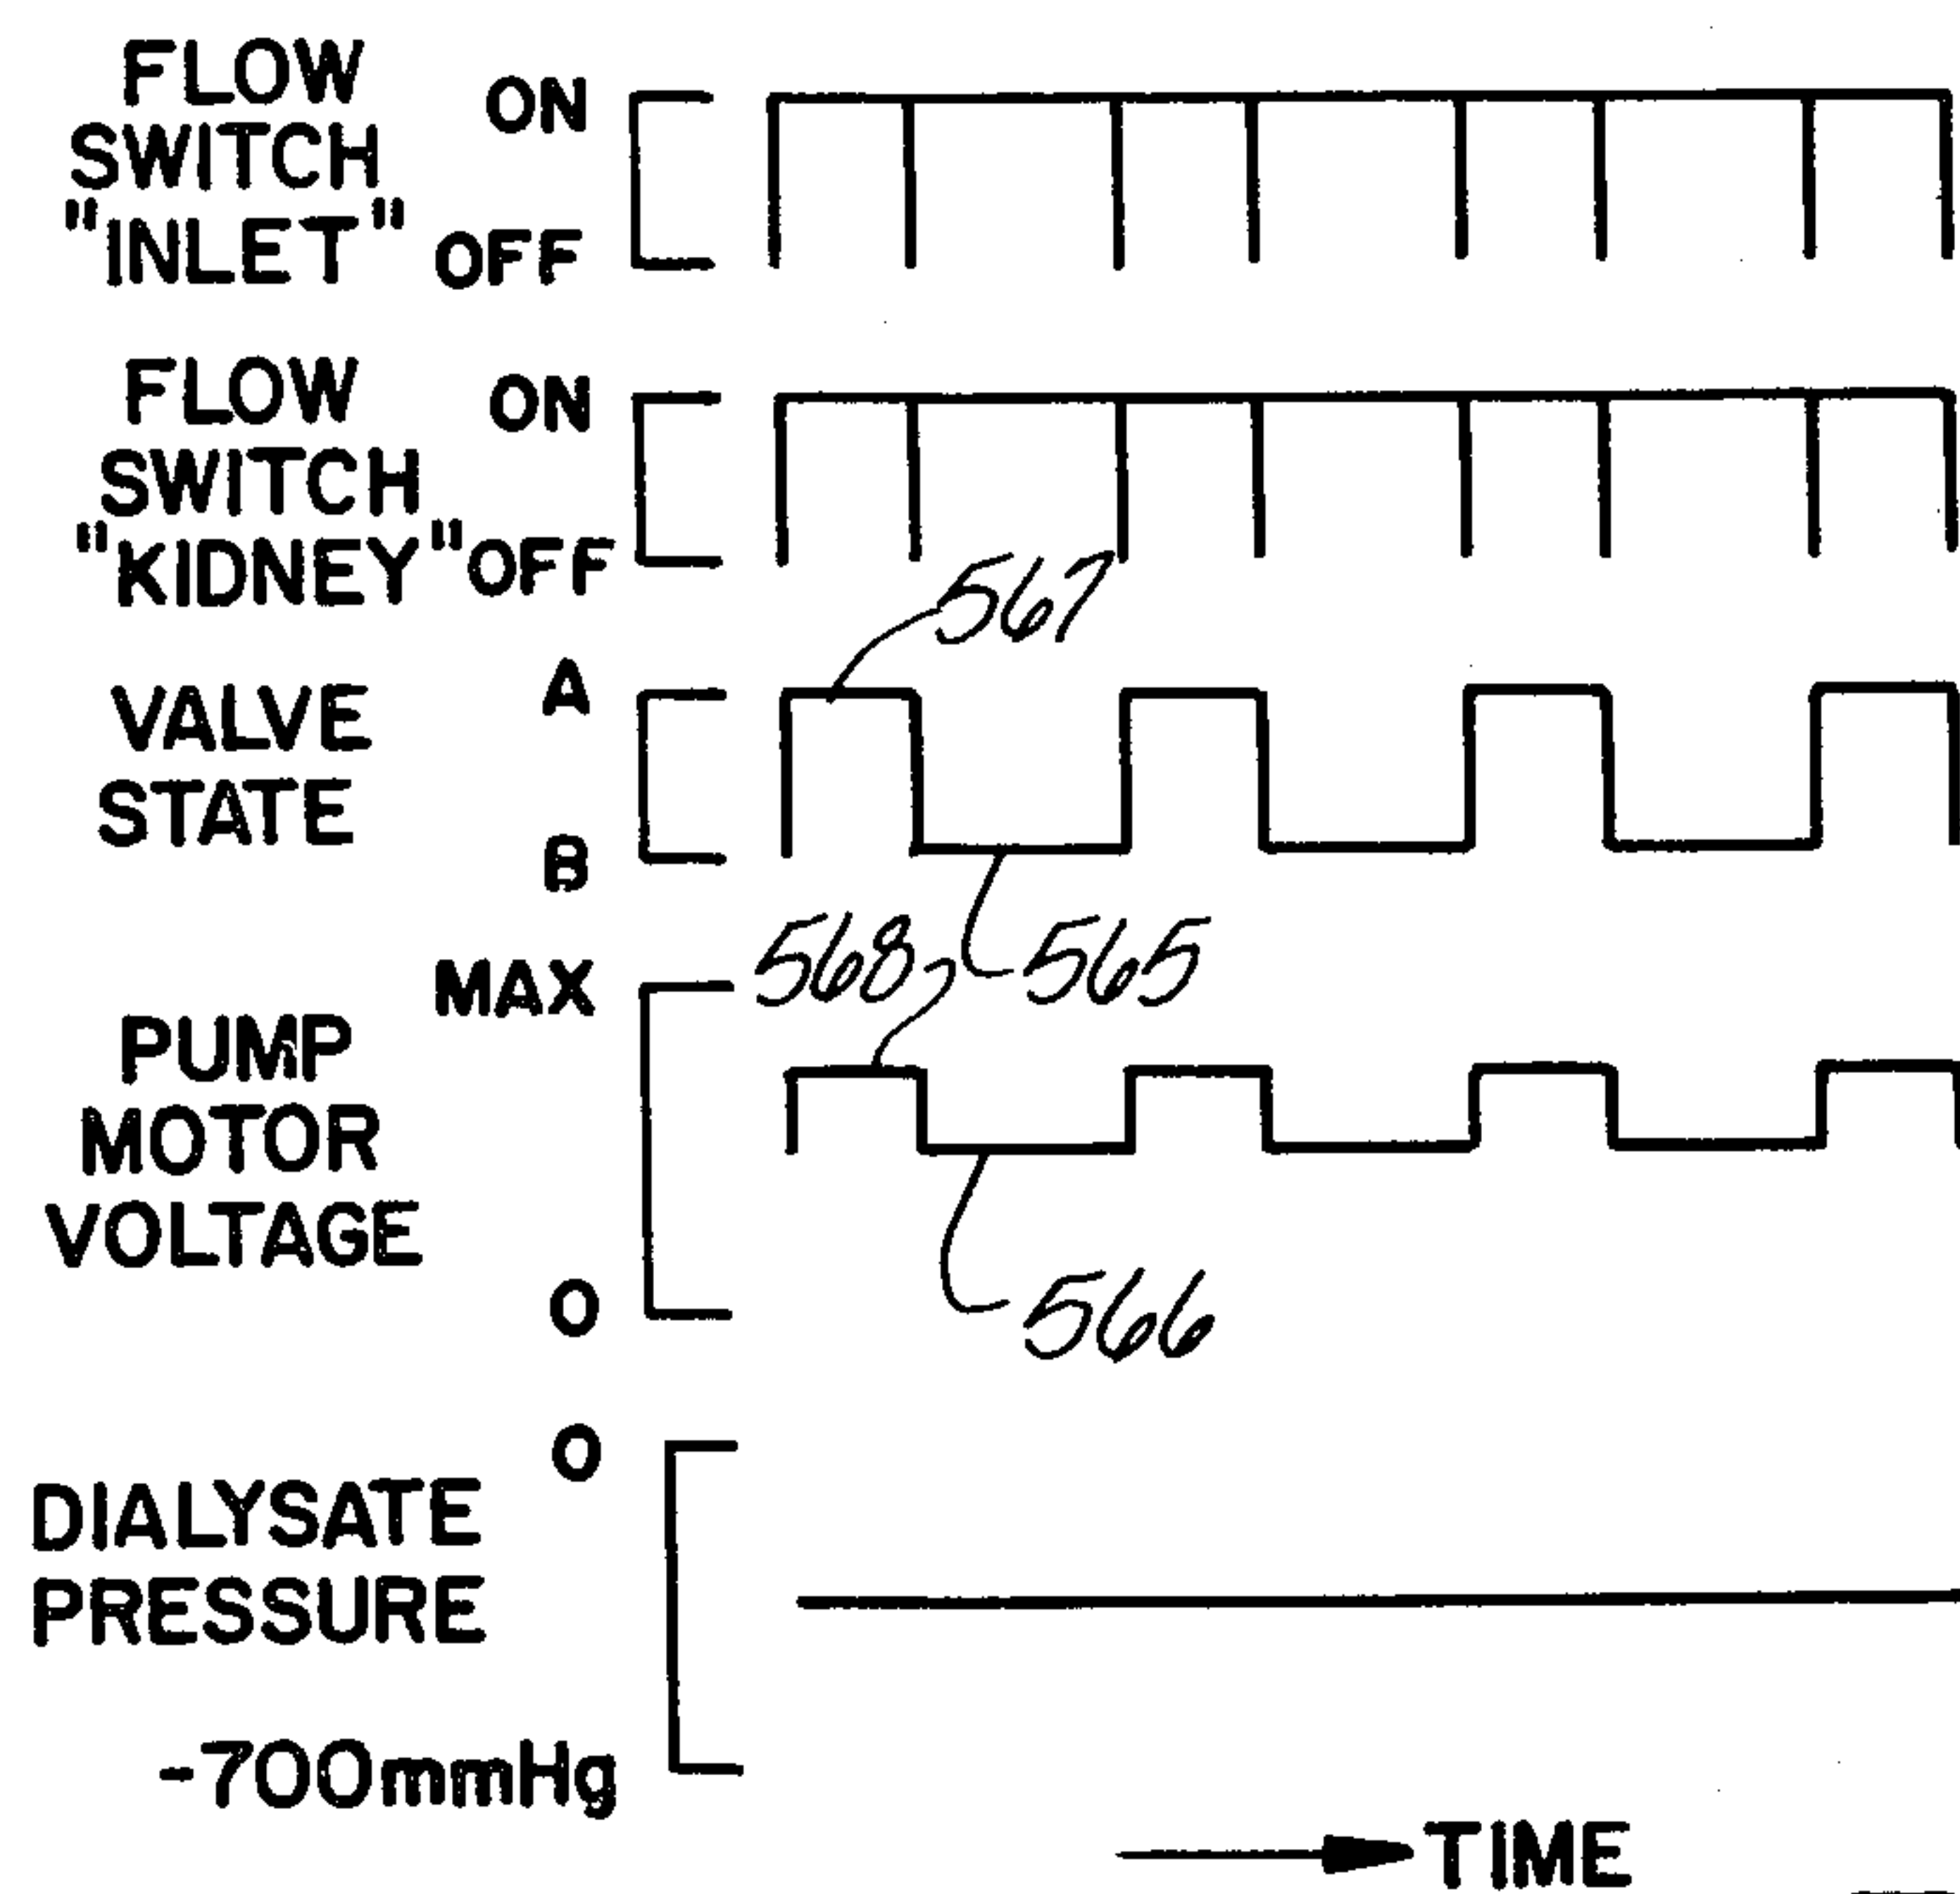 FLOW
SWITCH
"INLET"
ON
OFF
FLOW
SWITCH
"KIDNEY"
ON
OFF
567
VALVE
STATE
A
B
568
565
PUMP
MOTOR
VOLTAGE
MAX
0
566
DIALYSATE
PRESSURE
0
-700mmHg
TIME